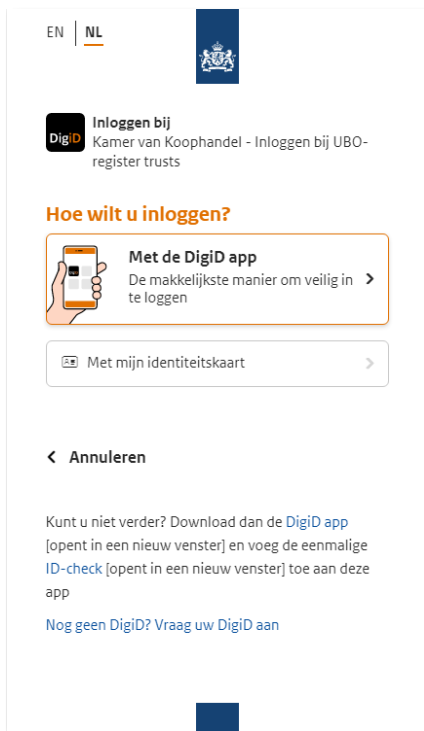 EN | NL
DigiD
Inloggen bij
Kamer van Koophandel - Inloggen bij UBO-
register trusts
Hoe wilt u inloggen?
Met de DigiD app
De makkelijkste manier om veilig in
te loggen
Met mijn identiteitskaart
Annuleren
Kunt u niet verder? Download dan de DigiD app
[opent in een nieuw venster] en voeg de eenmalige
ID-check [opent in een nieuw venster] toe aan deze
app
Nog geen DigiD? Vraag uw DigiD aan